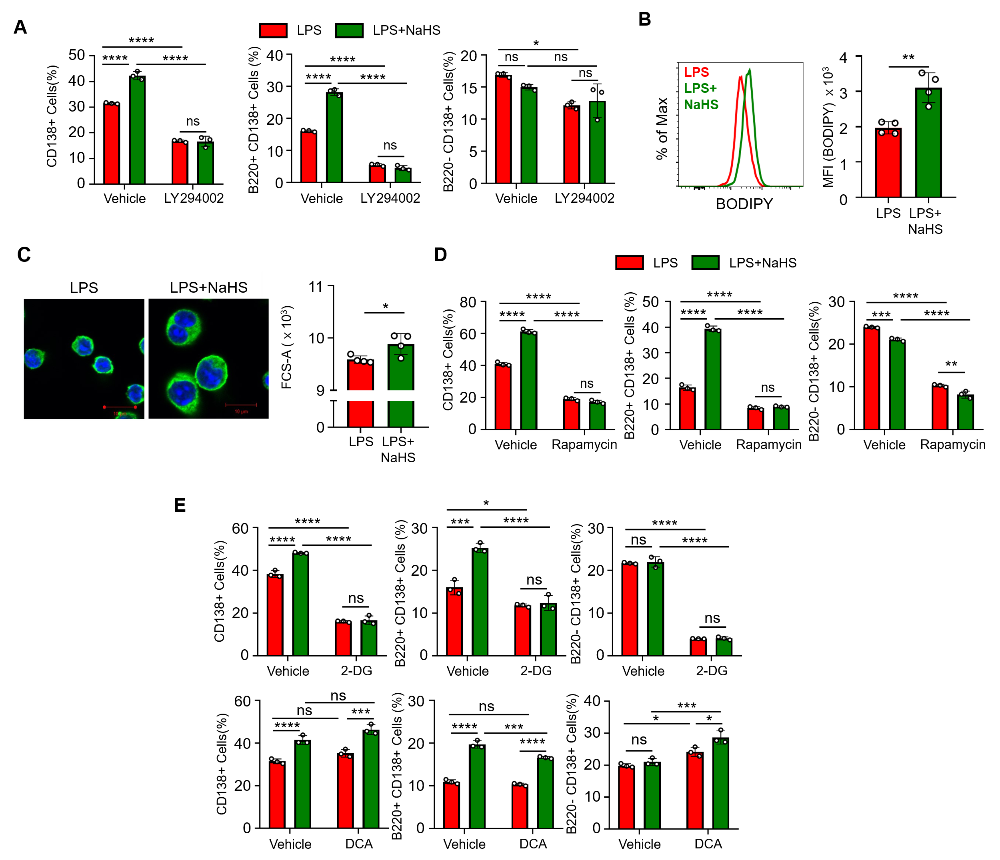 A
LPS
LPS+NaHS
CD138+ Cells(%)
50
40
30
20
10
0
****
****
****
ns
Vehicle
LY294002
B220+ CD138+ Cells (%)
40
30
20
10
0
****
****
****
ns
Vehicle
LY294002
B220- CD138+ Cells(%)
20
15
10
5
0
*
ns
ns
ns
Vehicle
LY294002
B
% of Max
LPS
LPS+
NaHS
BODIPY
MFI (BODIPY) x 10³
4
3
2
1
0
**
LPS
LPS+
NaHS
C
LPS
LPS+NaHS
10 µm
10 µm
FCS-A ( x 10³)
11
10
9
0
*
LPS
LPS+
NaHS
D
LPS
LPS+NaHS
CD138+ Cells(%)
80
60
40
20
0
****
****
****
ns
Vehicle
Rapamycin
B220+ CD138+ Cells (%)
50
40
30
20
10
0
****
****
****
ns
Vehicle
Rapamycin
B220- CD138+ Cells(%)
30
20
10
0
****
***
****
**
Vehicle
Rapamycin
E
CD138+ Cells(%)
60
40
20
0
****
****
****
ns
Vehicle
2-DG
B220+ CD138+ Cells (%)
30
20
10
0
*
***
****
ns
Vehicle
2-DG
B220- CD138+ Cells(%)
30
20
10
0
****
ns
****
ns
Vehicle
2-DG
CD138+ Cells(%)
60
40
20
0
ns
ns
***
****
Vehicle
DCA
B220+ CD138+ Cells (%)
30
20
10
0
ns
****
***
****
Vehicle
DCA
B220- CD138+ Cells(%)
40
30
20
10
0
***
*
*
ns
Vehicle
DCA